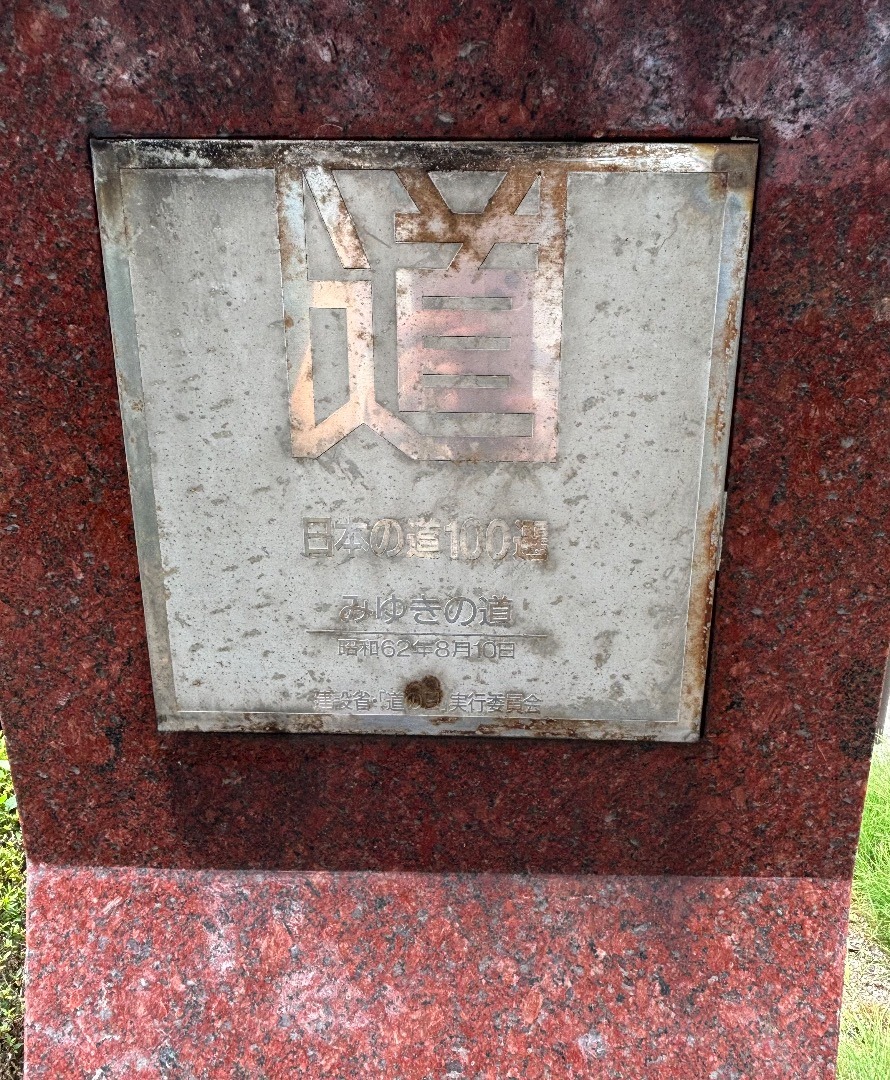 道
日本の道100選
みゆきの道
昭和62年8月10日
建設省・「道の日」実行委員会